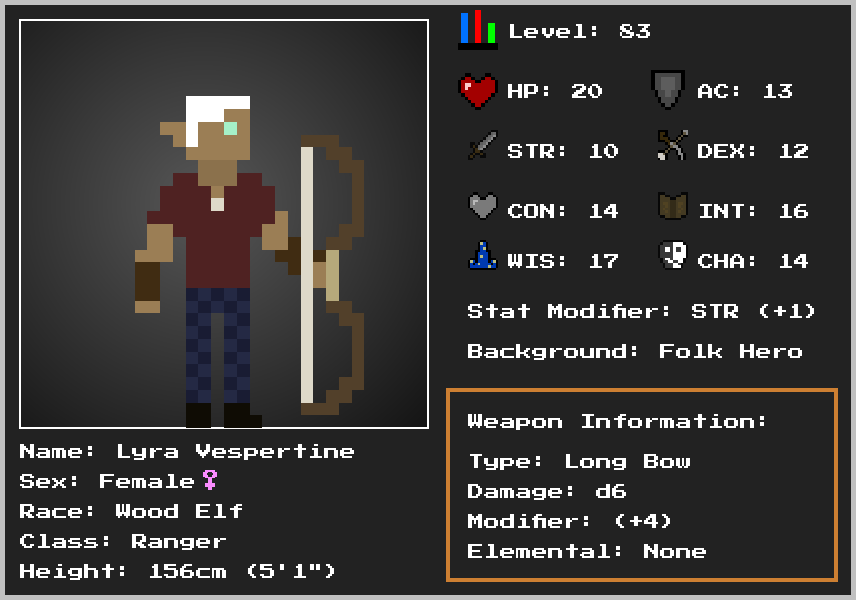 Level: 83
HP: 20 AC: 13
STR: 10 DEX: 12
CON: 14 INT: 16
WIS: 17 CHA: 14
Stat Modifier: STR (+1)
Background: Folk Hero
Weapon Information:
Type: Long Bow
Damage: d6
Modifier: (+4)
Elemental: None
Name: Lyra Vespertine
Sex: Female♀
Race: Wood Elf
Class: Ranger
Height: 156cm (5'1")